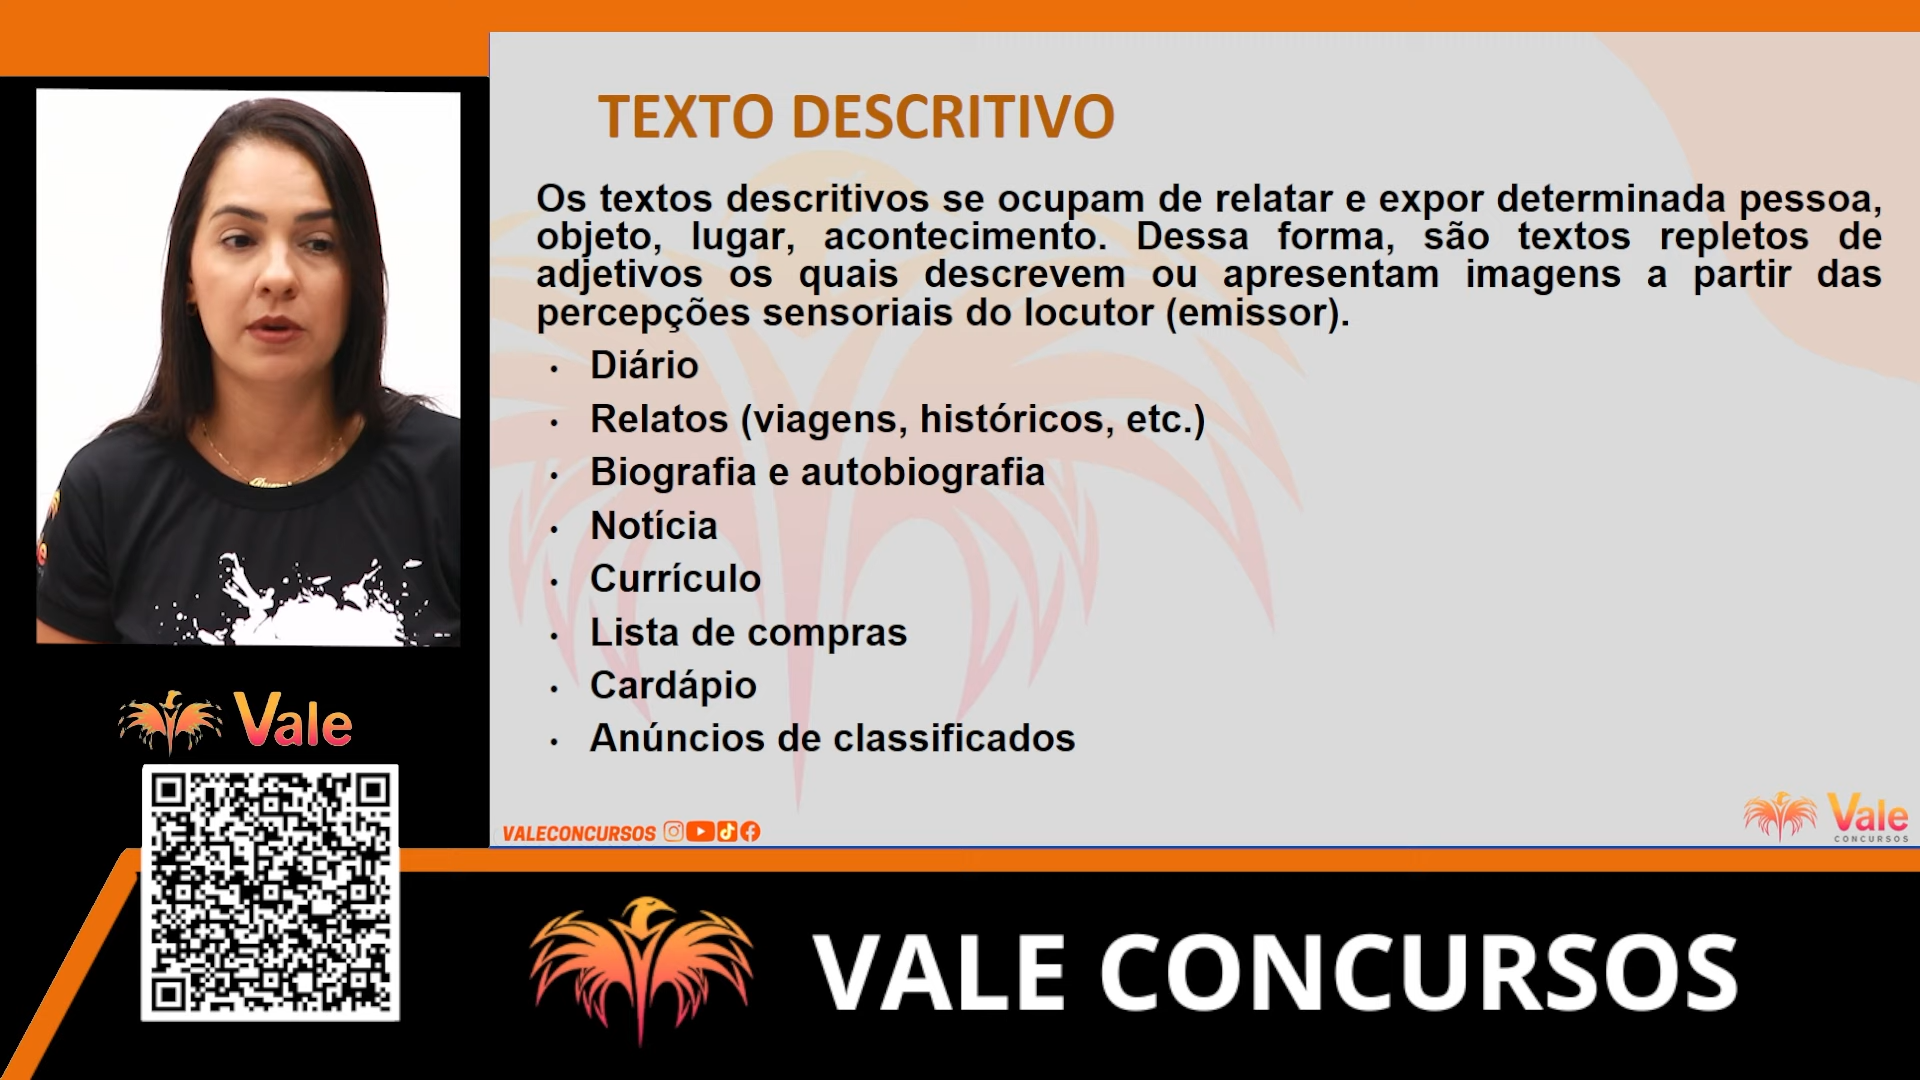 TEXTO DESCRITIVO
Os textos descritivos se ocupam de relatar e expor determinada pessoa,
objeto, lugar, acontecimento. Dessa forma, são textos repletos de
adjetivos os quais descrevem ou apresentam imagens a partir das
percepções sensoriais do locutor (emissor).
• Diário
• Relatos (viagens, históricos, etc.)
• Biografia e autobiografia
• Notícia
• Currículo
• Lista de compras
• Cardápio
• Anúncios de classificados
VALECONCURSOS
Vale
CONCURSOS
Vale
VALE CONCURSOS